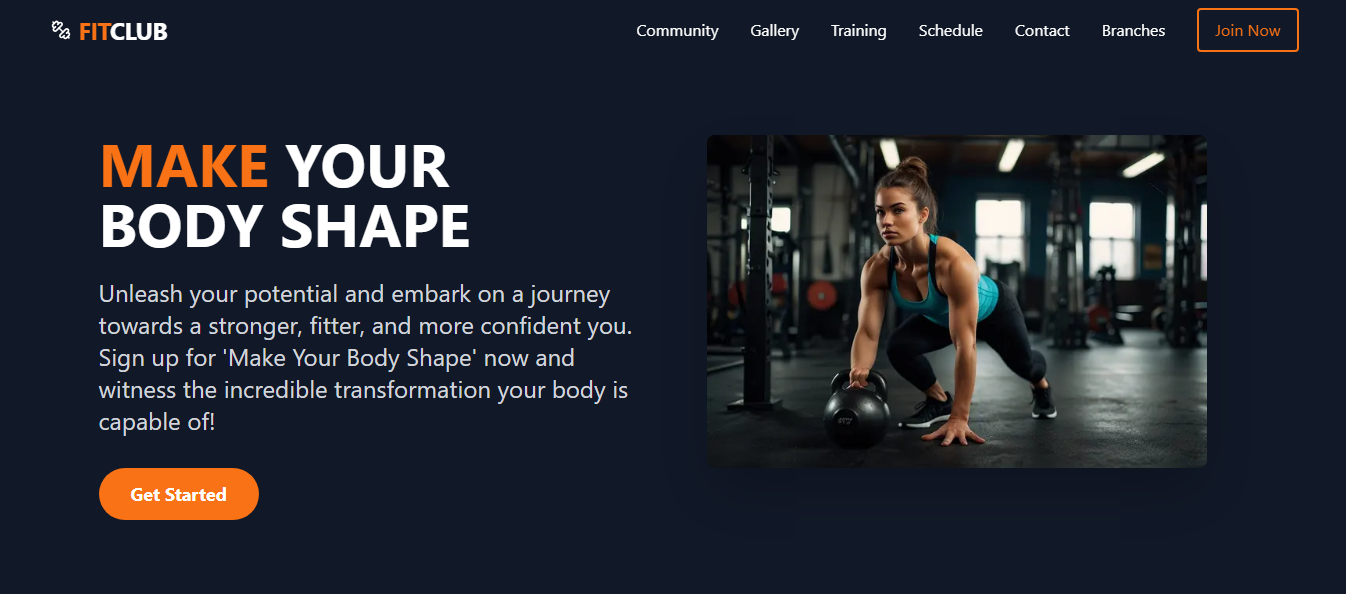 FITCLUB
Community
Gallery
Training
Schedule
Contact
Branches
Join Now
MAKE YOUR
BODY SHAPE
Unleash your potential and embark on a journey
towards a stronger, fitter, and more confident you.
Sign up for 'Make Your Body Shape' now and
witness the incredible transformation your body is
capable of!
Get Started